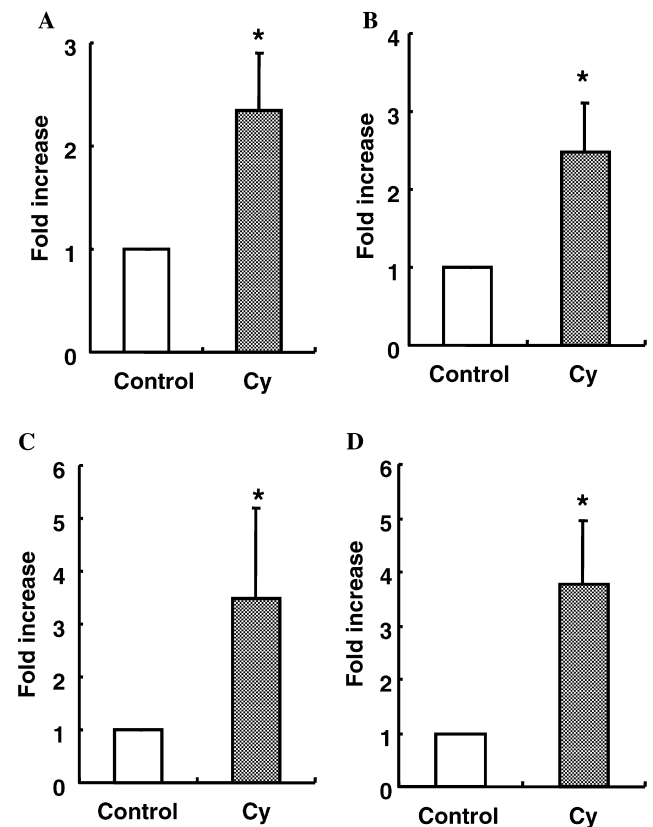 A
3
*
2
1
0
Fold increase
Control Cy
B
4
*
3
2
1
0
Fold increase
Control Cy
C
6
*
5
4
3
2
1
0
Fold increase
Control Cy
D
6
*
5
4
3
2
1
0
Fold increase
Control Cy